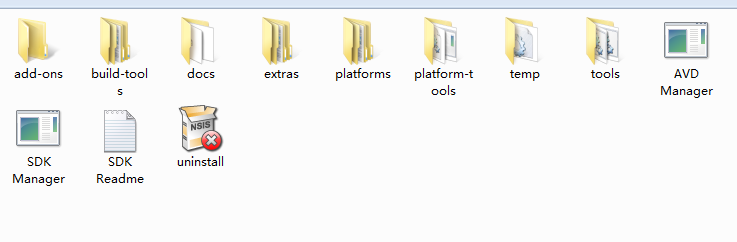 add-ons
build-tool
s
docs
extras
platforms
platform-t
ools
temp
tools
AVD
Manager
SDK
Manager
SDK
Readme
NSIS
uninstall